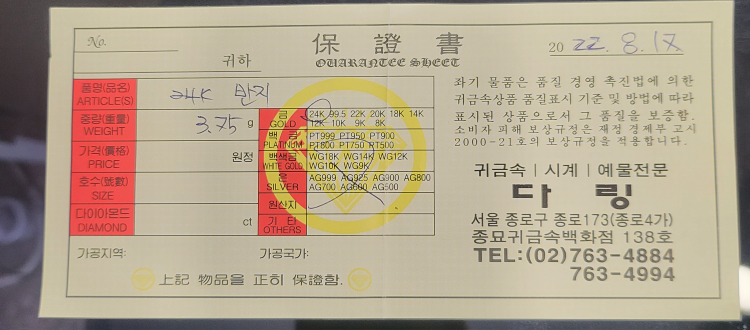 No.
귀하
保證書
QUARANTEE SHEET
2022. 8. 17
품명(品名)
ARTICLE(S)
24K 반지
중량(重量)
WEIGHT
3.75 g
가격(價格)
PRICE
원정
호수(號數)
SIZE
다이아몬드
DIAMOND
ct
금
GOLD
24K 99.5 22K 20K 18K 14K
12K 10K 9K 8K
백금
PLATINUM
PT999 PT950 PT900
PT800 PT750 PT500
백색금
WHITE GOLD
WG18K WG14K WG12K
WG10K WG9K
은
SILVER
AG999 AG925 AG900 AG800
AG700 AG600 AG500
원산지
기타
OTHERS
가공지역:
가공국가:
上記 物品을 正히 保證함.
좌기 물품은 품질 경영 촉진법에 의한
귀금속상품 품질표시 기준 및 방법에 따라
표시된 상품으로서 그 품질을 보증함.
소비자 피해 보상규정은 재정 경제부 고시
2000-21호의 보상규정을 적용합니다.
귀금속 | 시계 | 예물전문
다링
서울 종로구 종로173(종로4가)
종묘귀금속백화점 138호
TEL:(02)763-4884
763-4994